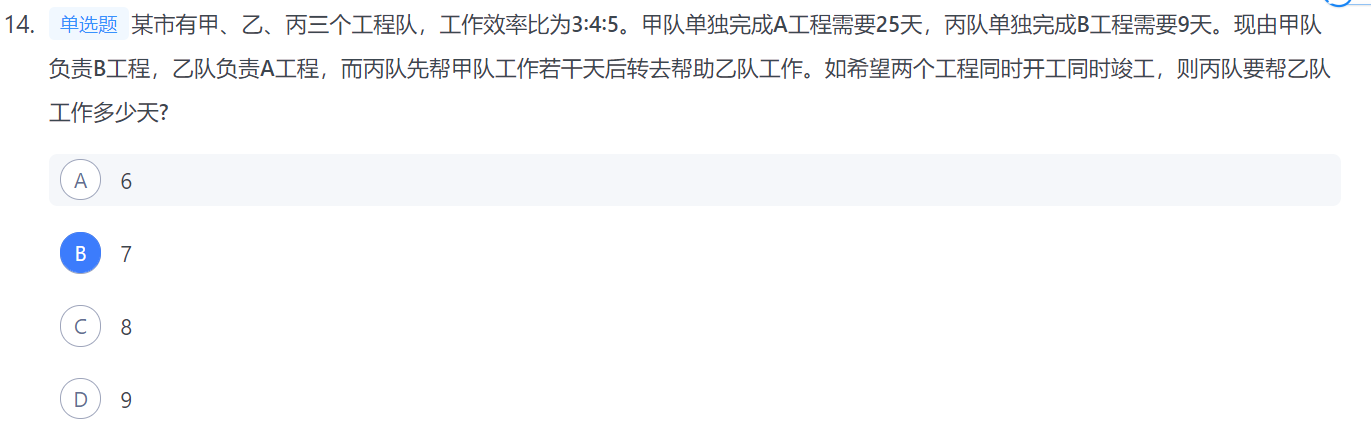 14. 单选题 某市有甲、乙、丙三个工程队，工作效率比为3:4:5。甲队单独完成A工程需要25天，丙队单独完成B工程需要9天。现由甲队
负责B工程，乙队负责A工程，而丙队先帮甲队工作若干天后转去帮助乙队工作。如希望两个工程同时开工同时竣工，则丙队要帮乙队
工作多少天?
A 6
B 7
C 8
D 9